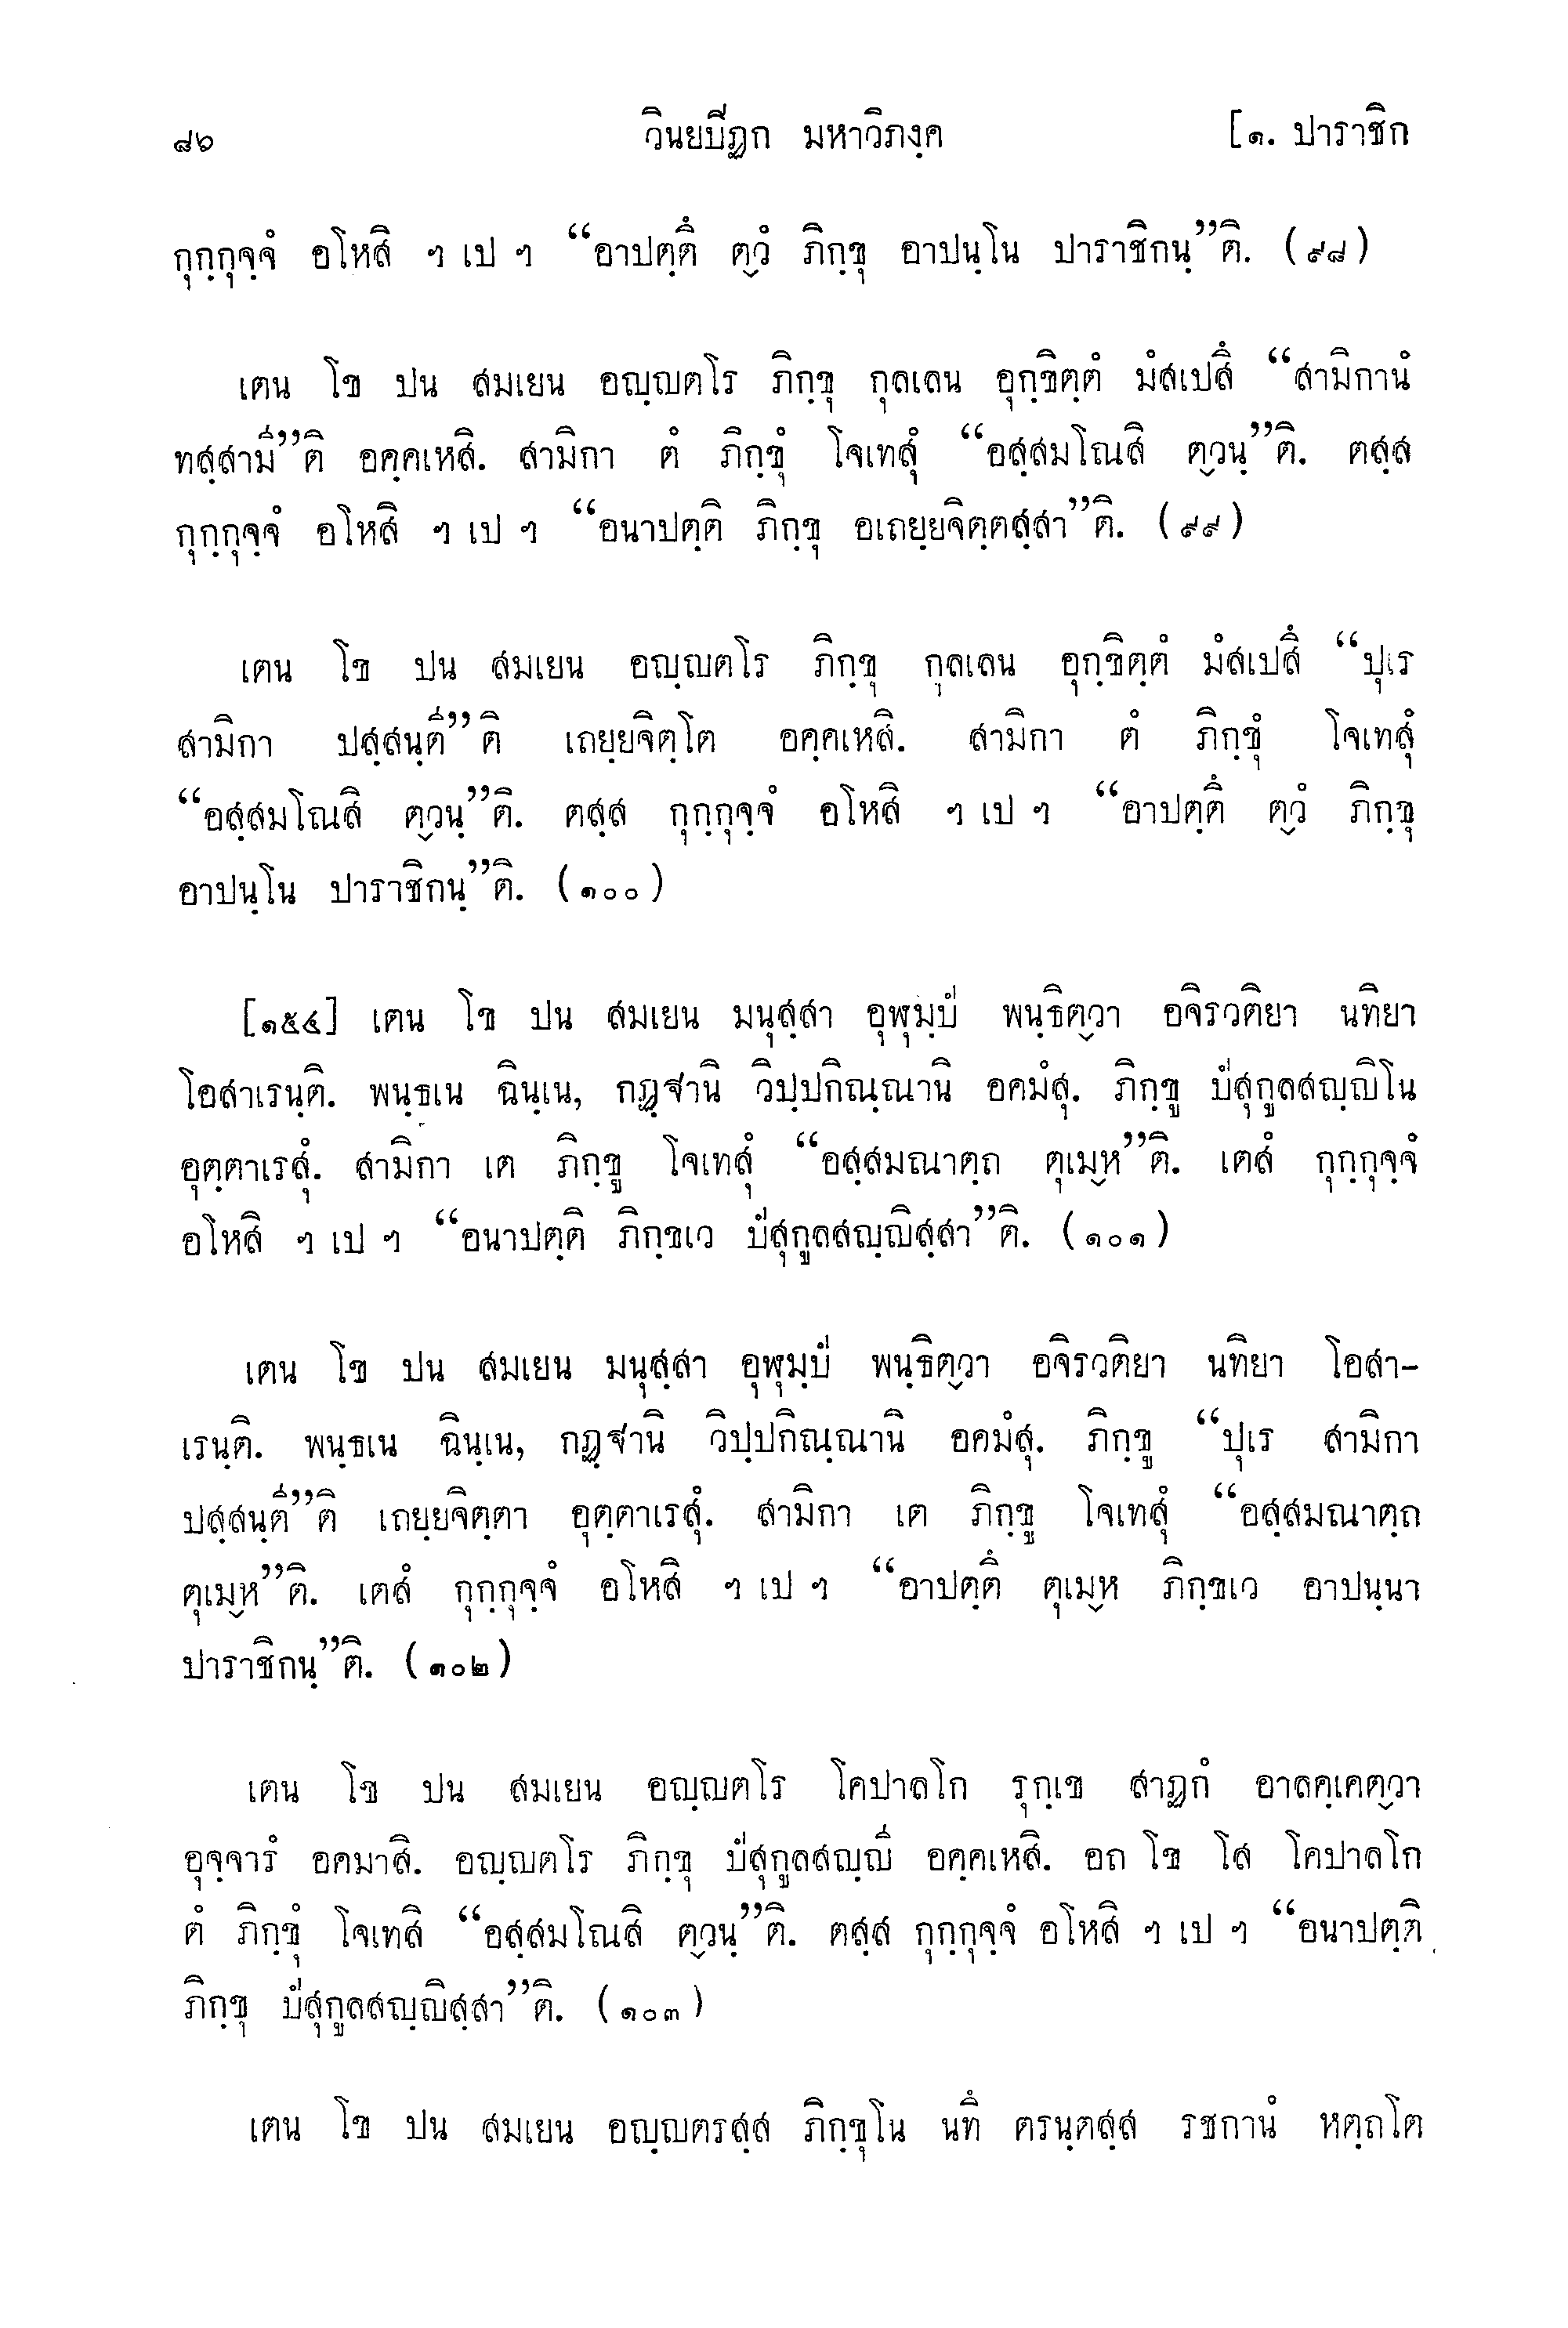 ๘๖ วินยปีฏก มหาวิภงฺค [๑. ปาราชิก
กุกฺกุจฺจํ อโหสิ ฯ เป ฯ “อาปตฺตึ ตฺวํ ภิกฺขุ อาปนฺโน ปาราชิกนฺ”ติ. (๙๘)
เตน โข ปน สมเยน อญฺญตโร ภิกฺขุ กุลเลน อุกฺขิตฺตํ มํสเปสึ “สามิกานํ
ทสฺสามี”ติ อคฺคเหสิ. สามิกา ตํ ภิกฺขุํ โจเทสุํ “อสฺสมโณสิ ตฺวนฺ”ติ. ตสฺส
กุกฺกุจฺจํ อโหสิ ฯ เป ฯ “อนาปตฺติ ภิกฺขุ อเถยฺยจิตฺตสฺสา”ติ. (๙๙)
เตน โข ปน สมเยน อญฺญตโร ภิกฺขุ กุลเลน อุกฺขิตฺตํ มํสเปสึ “ปุเร
สามิกา ปสฺสนฺตี”ติ เถยฺยจิตฺโต อคฺคเหสิ. สามิกา ตํ ภิกฺขุํ โจเทสุํ
“อสฺสมโณสิ ตฺวนฺ”ติ. ตสฺส กุกฺกุจฺจํ อโหสิ ฯ เป ฯ “อาปตฺตึ ตฺวํ ภิกฺขุ
อาปนฺโน ปาราชิกนฺ”ติ. (๑๐๐)
[๑๕๔] เตน โข ปน สมเยน มนุสฺสา อุฬุมฺปํ พนฺธิตฺวา อจิรวติยา นทิยา
โอสาเรนฺติ. พนฺธเน ฉินฺเน, กฏฺฐานิ วิปฺปกิณฺณานิ อคมํสุ. ภิกฺขู ปํสุกูลสญฺญิโน
อุตฺตาเรสุํ. สามิกา เต ภิกฺขู โจเทสุํ “อสฺสมณาตฺถ ตุเมฺห”ติ. เตสํ กุกฺกุจฺจํ
อโหสิ ฯ เป ฯ “อนาปตฺติ ภิกฺขเว ปํสุกูลสญฺญิสฺสา”ติ. (๑๐๑)
เตน โข ปน สมเยน มนุสฺสา อุฬุมฺปํ พนฺธิตฺวา อจิรวติยา นทิยา โอสา-
เรนฺติ. พนฺธเน ฉินฺเน, กฏฺฐานิ วิปฺปกิณฺณานิ อคมํสุ. ภิกฺขู “ปุเร สามิกา
ปสฺสนฺตี”ติ เถยฺยจิตฺตา อุตฺตาเรสุํ. สามิกา เต ภิกฺขู โจเทสุํ “อสฺสมณาตฺถ
ตุเมฺห”ติ. เตสํ กุกฺกุจฺจํ อโหสิ ฯ เป ฯ “อาปตฺตึ ตุเมฺห ภิกฺขเว อาปนฺนา
ปาราชิกนฺ”ติ. (๑๐๒)
เตน โข ปน สมเยน อญฺญตโร โคปาลโก รุกฺเข สาฏกํ อาลคฺเคตฺวา
อุจฺจารํ อคมาสิ. อญฺญตโร ภิกฺขุ ปํสุกูลสญฺญี อคฺคเหสิ. อถ โข โส โคปาลโก
ตํ ภิกฺขุํ โจเทสิ “อสฺสมโณสิ ตฺวนฺ”ติ. ตสฺส กุกฺกุจฺจํ อโหสิ ฯ เป ฯ “อนาปตฺติ
ภิกฺขุ ปํสุกูลสญฺญิสฺสา”ติ. (๑๐๓)
เตน โข ปน สมเยน อญฺญตรสฺส ภิกฺขุโน นทึ ตรนฺตสฺส รชกานํ หตฺถโต